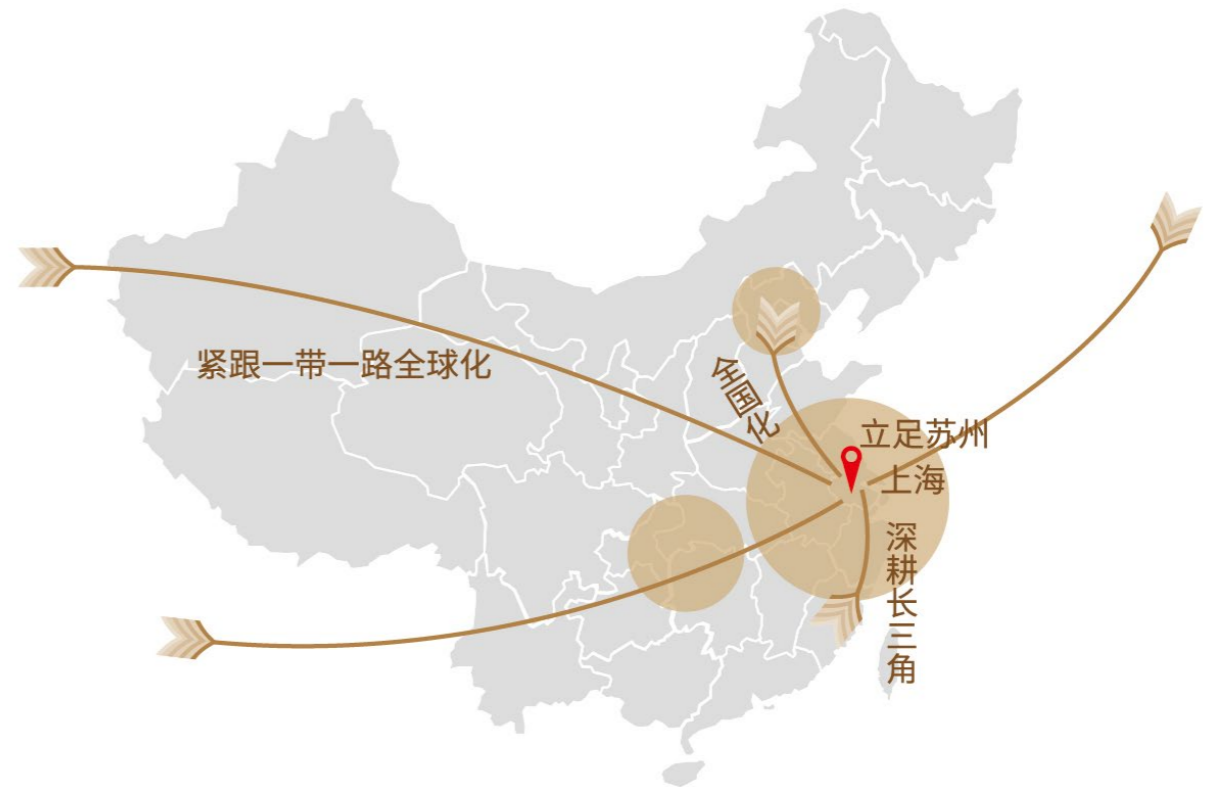 紧跟一带一路全球化
全国化
立足苏州
上海
深耕长三角